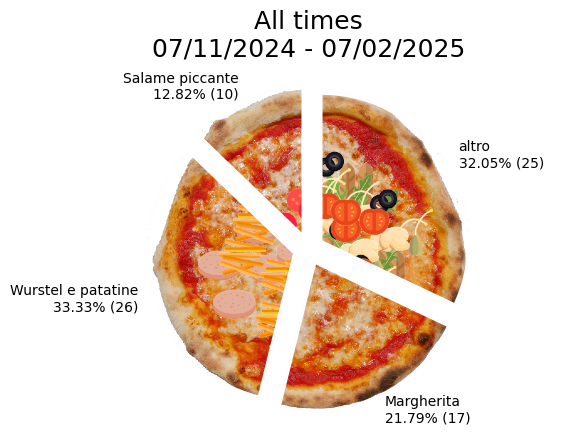 All times
07/11/2024 - 07/02/2025
Salame piccante
12.82% (10)
altro
32.05% (25)
Wurstel e patatine
33.33% (26)
Margherita
21.79% (17)